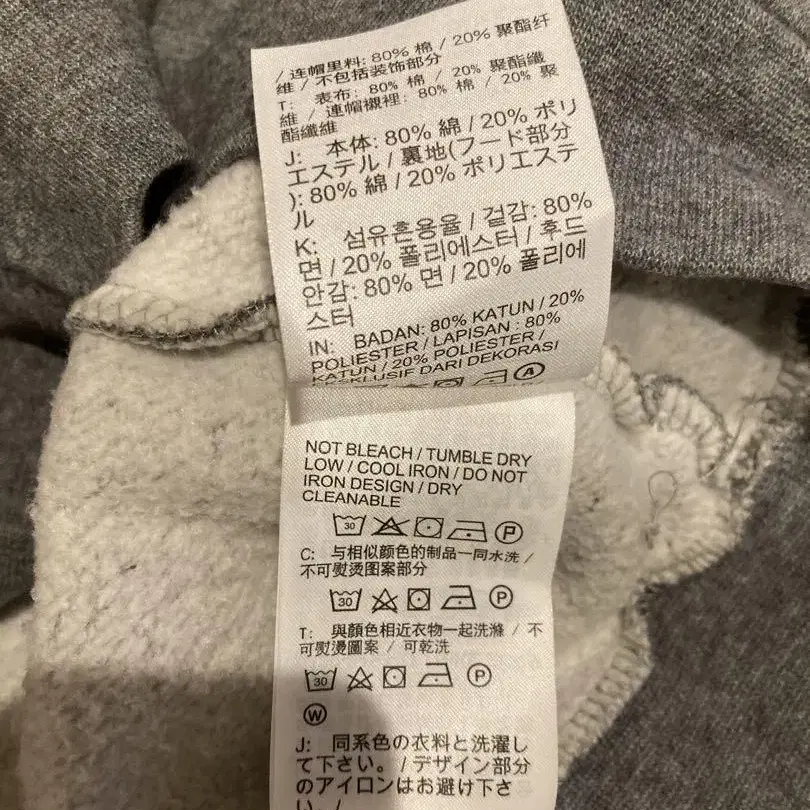 / 连帽里料: 80% 棉 / 20% 聚酯纤
维 / 不包括装饰部分
T: 表布: 80% 棉 / 20% 聚酯纖
維 / 連帽襯裡: 80% 棉 / 20% 聚
酯纖維
J: 本体: 80% 綿 / 20% ポリ
エステル / 裏地(フード部分
): 80% 綿 / 20% ポリエステ
ル
K: 섬유혼용율 / 겉감: 80%
면 / 20% 폴리에스터 / 후드
안감: 80% 면 / 20% 폴리에
스터
IN: BADAN: 80% KATUN / 20%
POLIESTER / LAPISAN : 80%
KATUN / 20% POLIESTER /
EKSKLUSIF DARI DEKORASI
A
NOT BLEACH / TUMBLE DRY
LOW / COOL IRON / DO NOT
IRON DESIGN / DRY
CLEANABLE
30 P
C: 与相似颜色的制品一同水洗 /
不可熨烫图案部分
30 P
T: 與顏色相近衣物一起洗滌 / 不
可熨燙圖案 / 可乾洗
30 P
W
J: 同系色の衣料と洗濯し
て下さい。 / デザイン部分
のアイロンはお避け下さ
い。 /